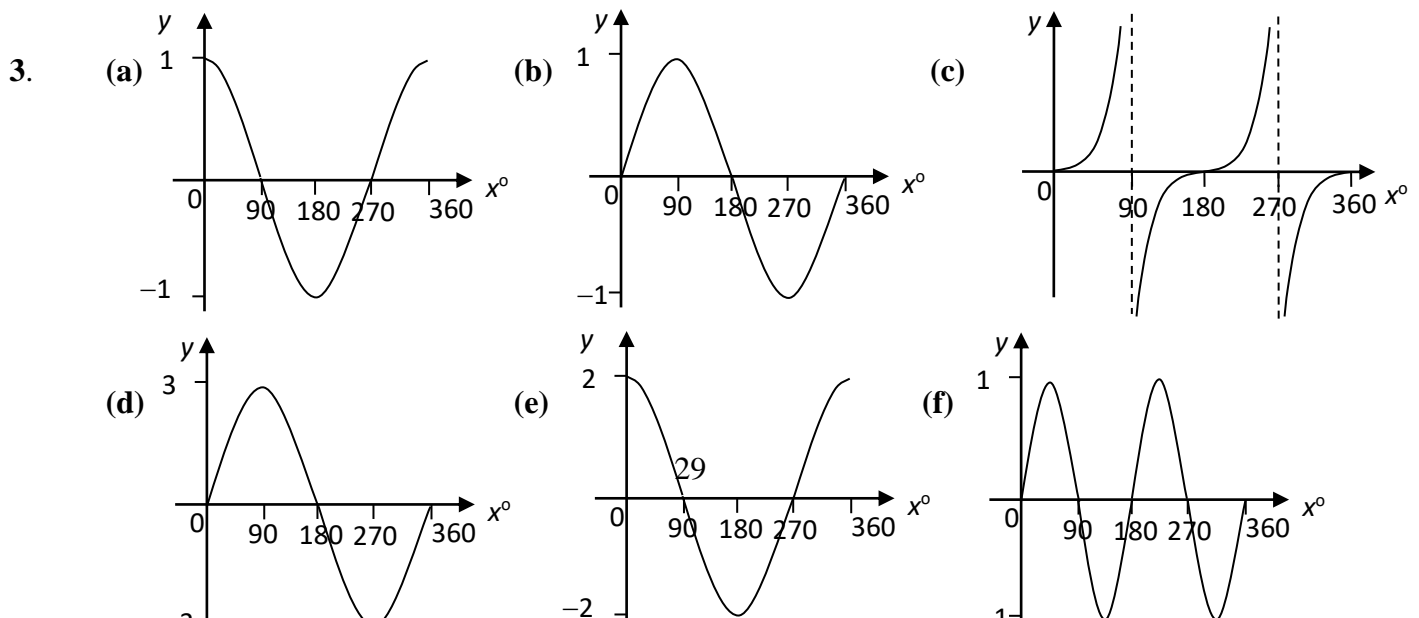 3. (a) y 1 0 90 180 270 360 x° −1
(b) y 1 0 90 180 270 360 x° −1
(c) y 0 90 180 270 360 x°
(d) y 3 0 90 180 270 360 x°
(e) y 2 29 0 90 180 270 360 x° −2
(f) y 1 0 90 180 270 360 x° 1